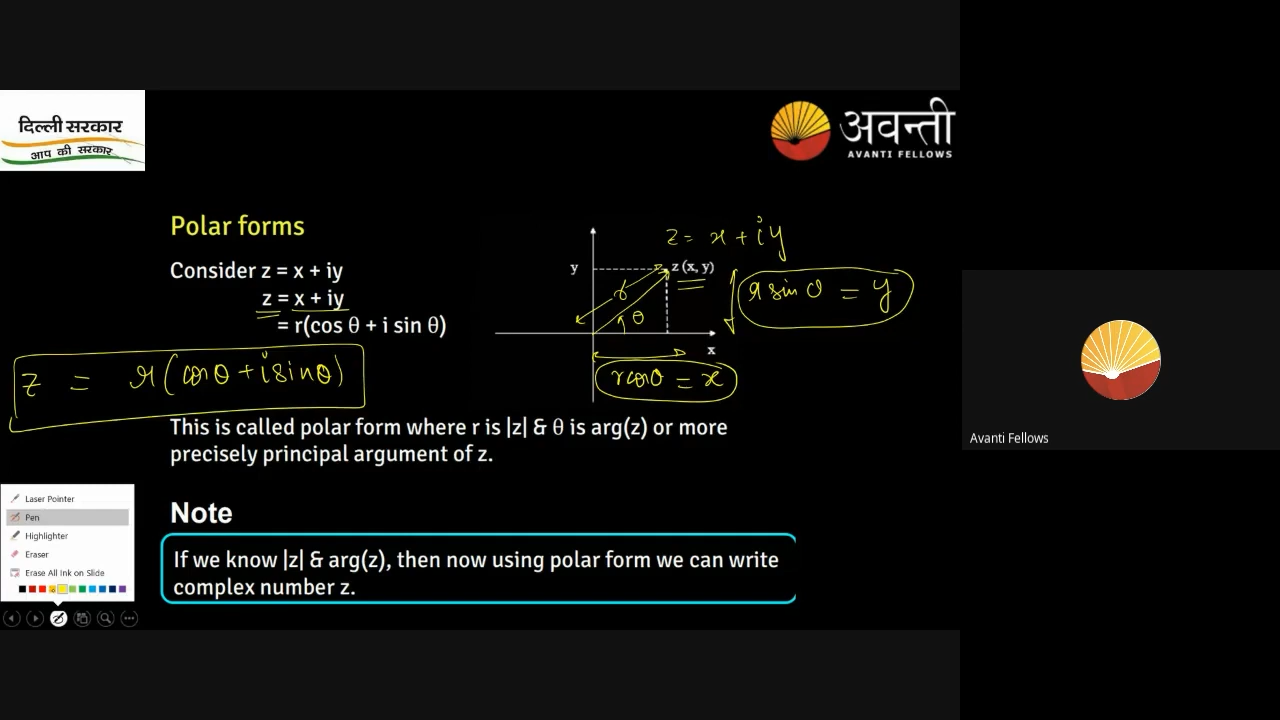 दिल्ली सरकार
आप की सरकार
अवन्ती
AVANTI FELLOWS
Polar forms
Consider z = x + iy
z = x + iy
= r(cos θ + i sin θ)
z = r(cosθ + i sinθ)
z = x + iy
y
z (x, y)
r
θ
r sin θ = y
x
r cosθ = x
This is called polar form where r is |z| & θ is arg(z) or more
precisely principal argument of z.
Note
If we know |z| & arg(z), then now using polar form we can write
complex number z.
Laser Pointer
Pen
Highlighter
Eraser
Erase All Ink on Slide
Avanti Fellows